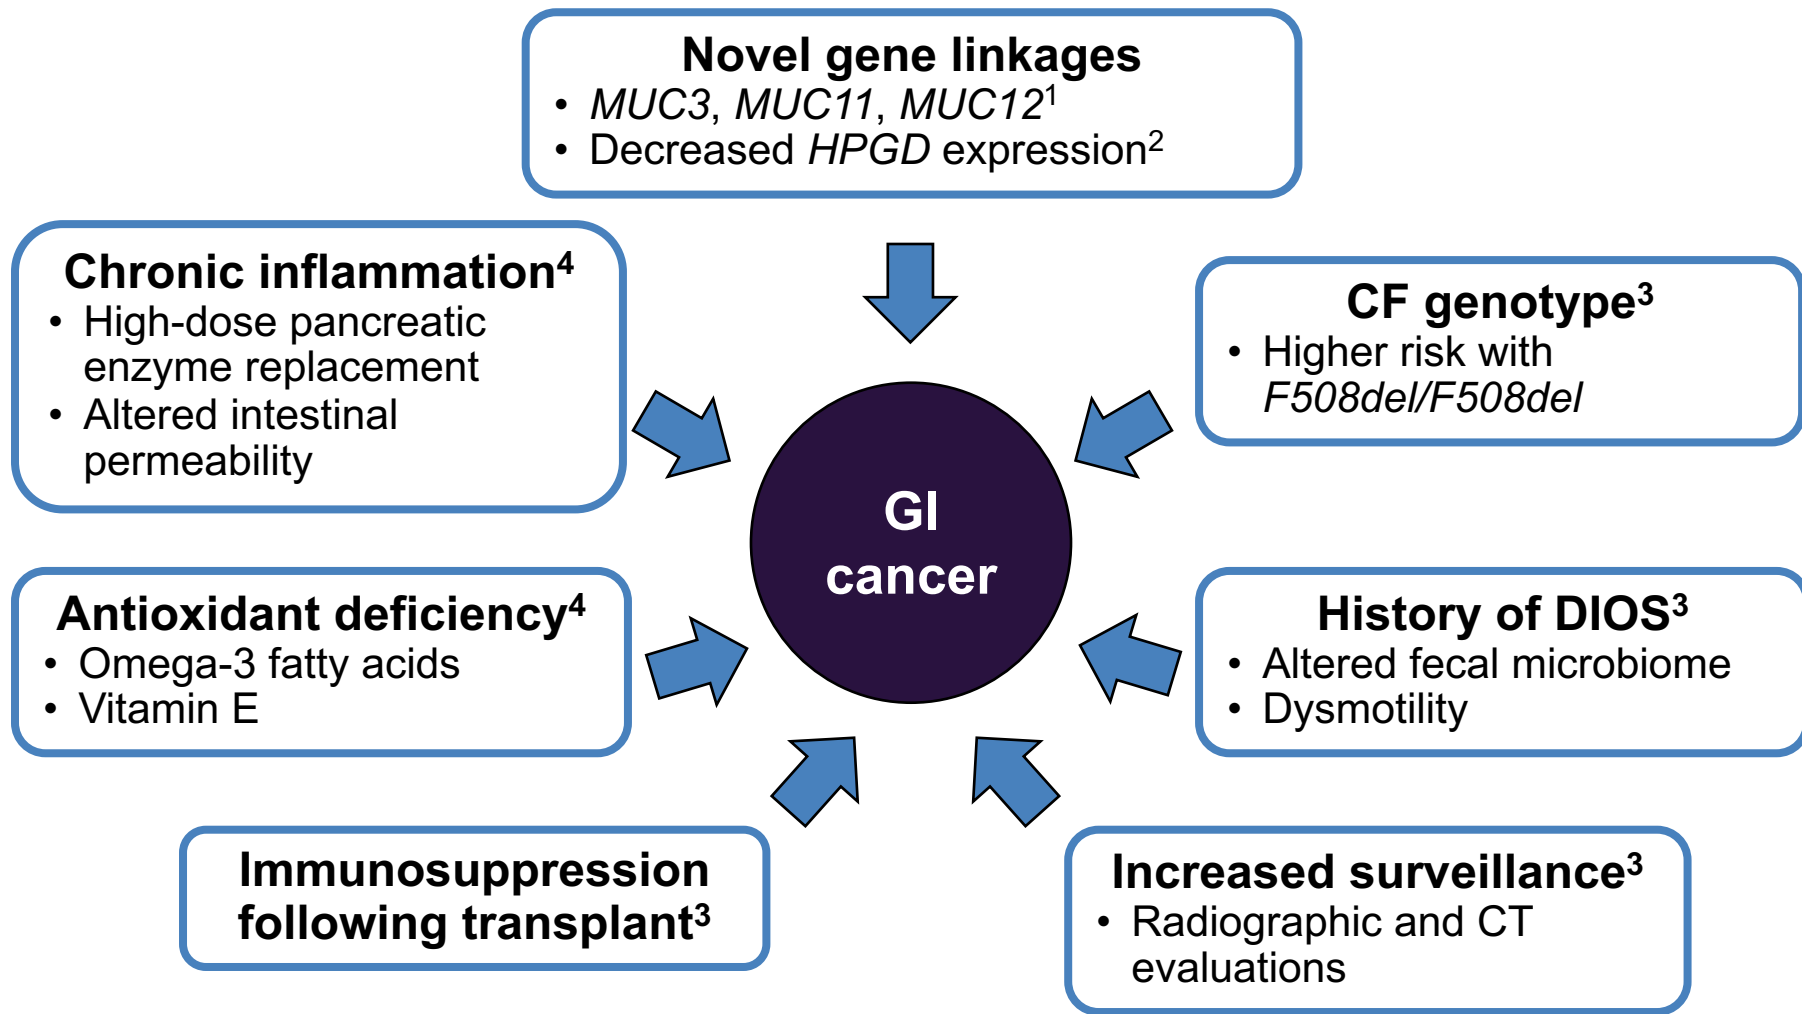 Novel gene linkages
• MUC3, MUC11, MUC12¹
• Decreased HPGD expression²
Chronic inflammation⁴
• High-dose pancreatic
enzyme replacement
• Altered intestinal
permeability
CF genotype³
• Higher risk with
F508del/F508del
GI
cancer
Antioxidant deficiency⁴
• Omega-3 fatty acids
• Vitamin E
History of DIOS³
• Altered fecal microbiome
• Dysmotility
Immunosuppression
following transplant³
Increased surveillance³
• Radiographic and CT
evaluations